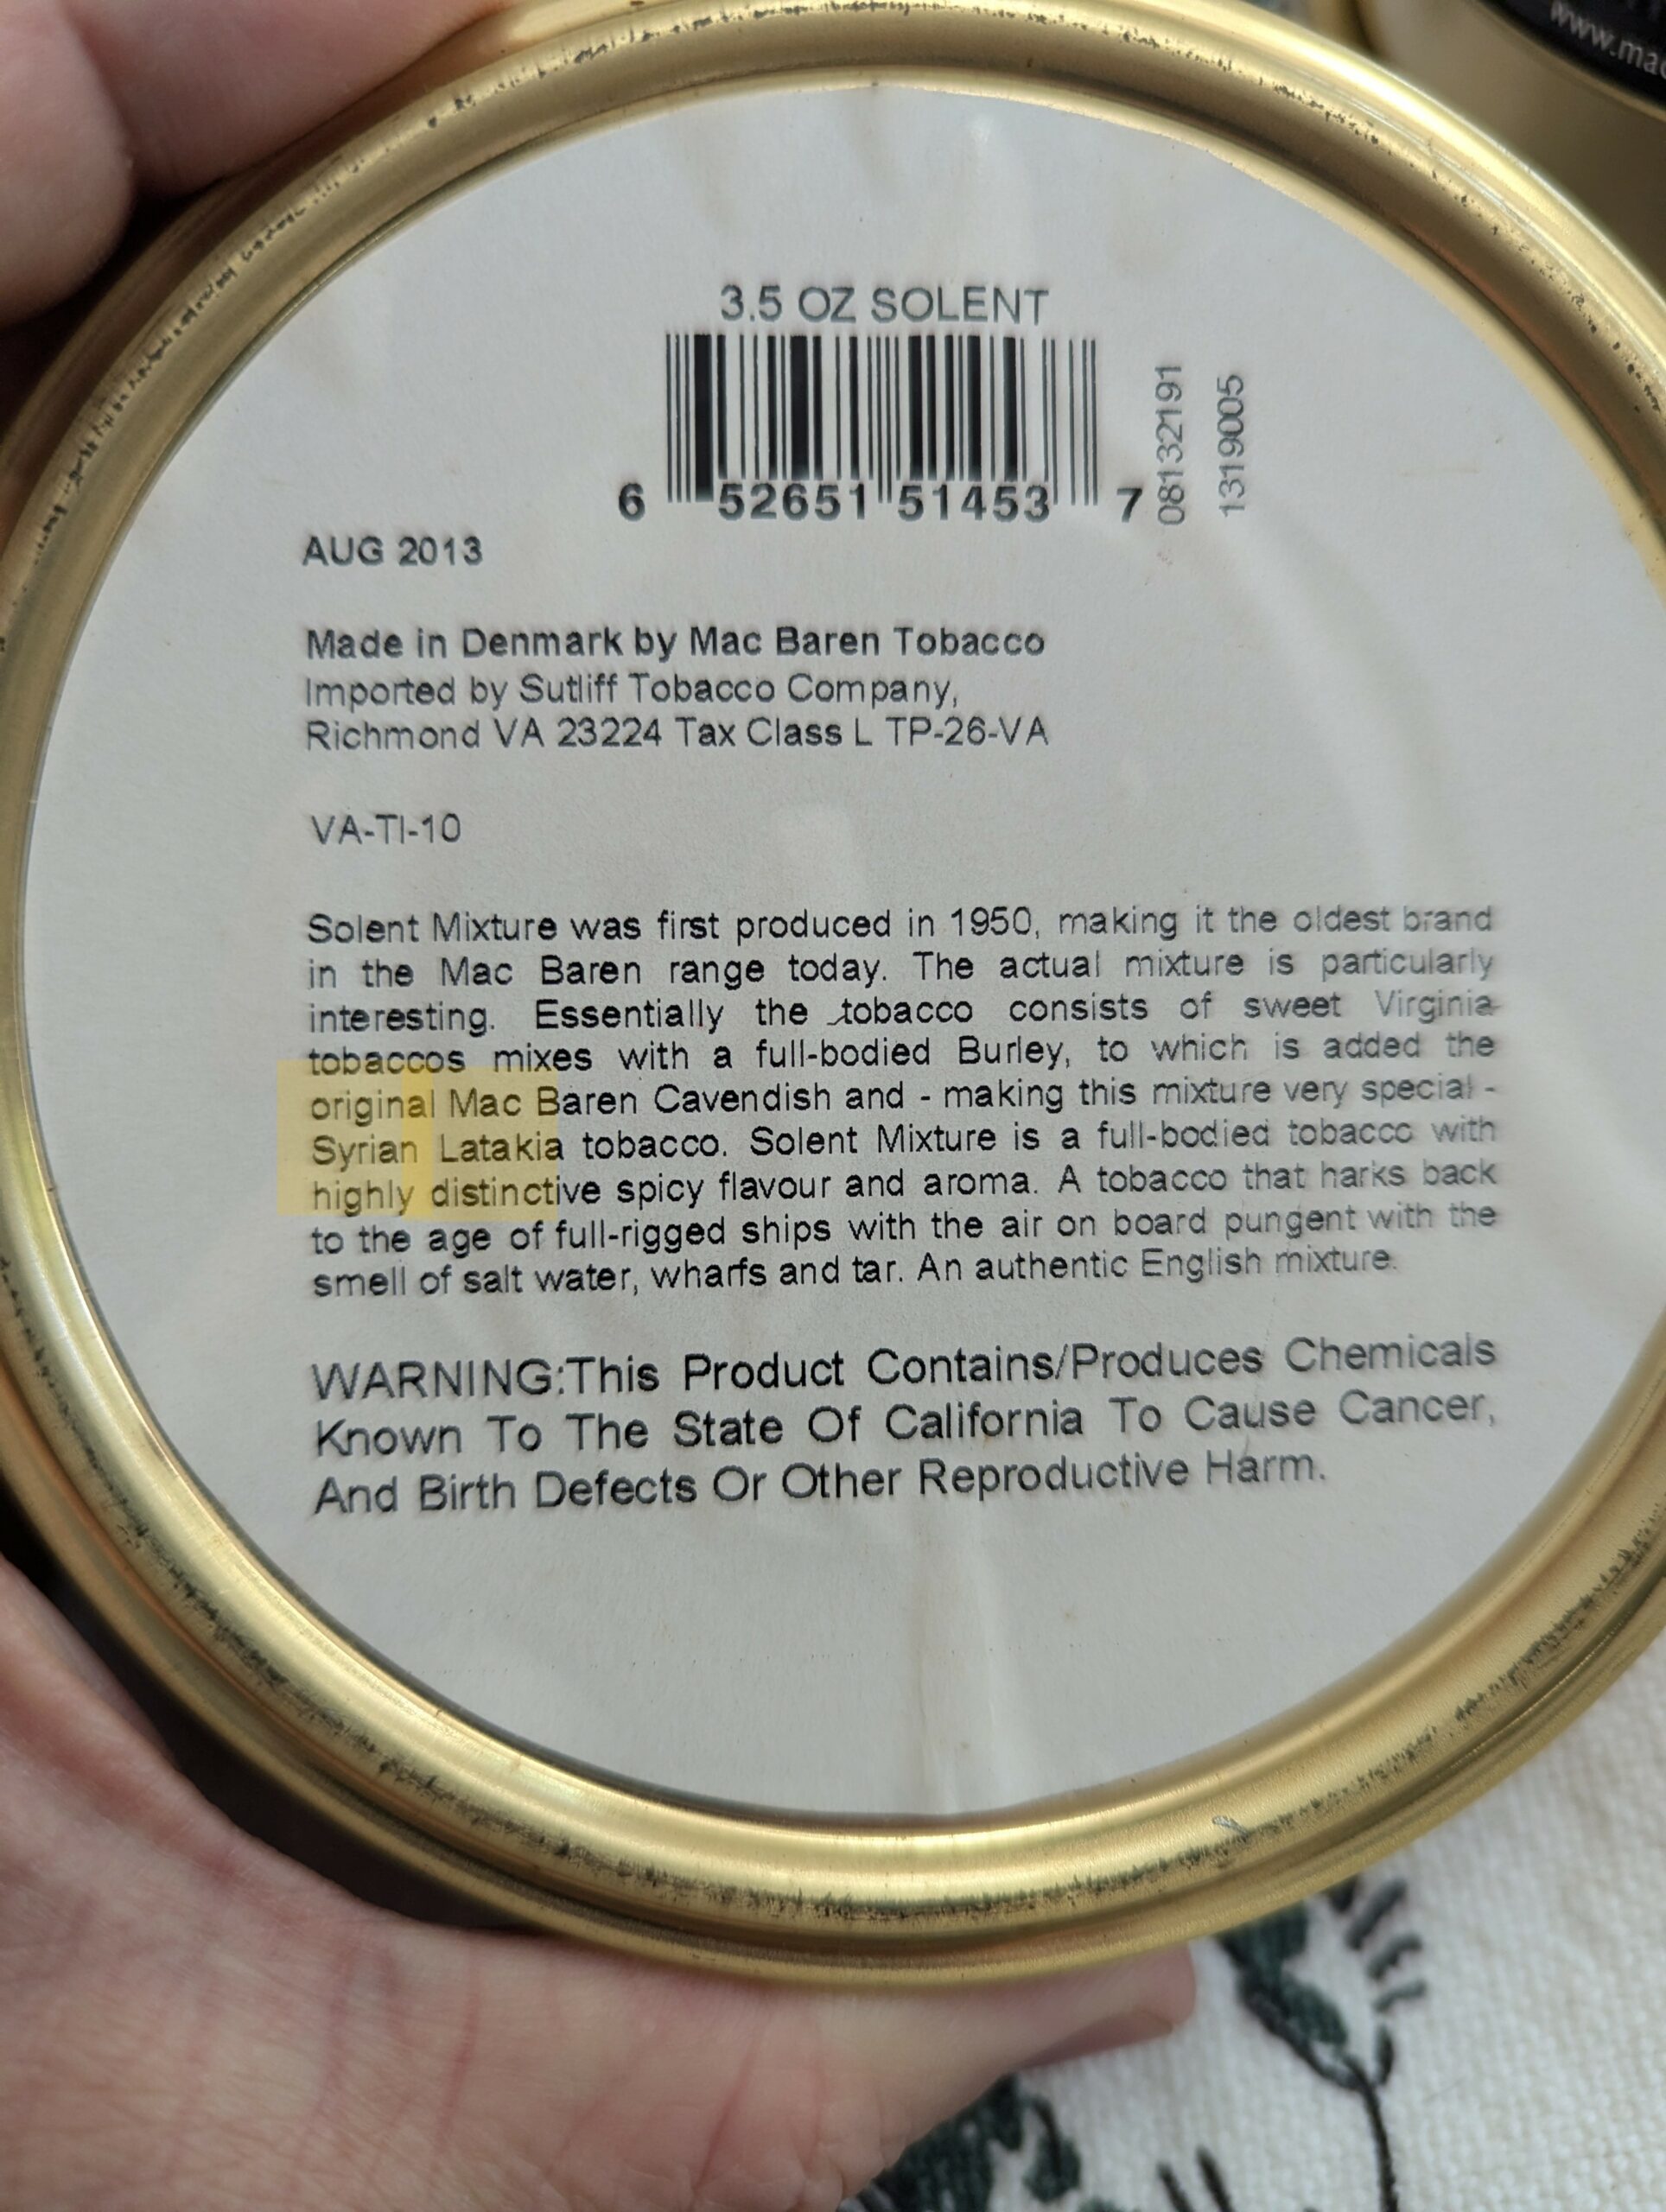 www.mac
3.5 OZ SOLENT
6 52651 51453 7
08132191
1319005
AUG 2013
Made in Denmark by Mac Baren Tobacco
Imported by Sutliff Tobacco Company,
Richmond VA 23224 Tax Class L TP-26-VA
VA-TI-10
Solent Mixture was first produced in 1950, making it the oldest brand
in the Mac Baren range today. The actual mixture is particularly
interesting. Essentially the tobacco consists of sweet Virginia
tobaccos mixes with a full-bodied Burley, to which is added the
original Mac Baren Cavendish and - making this mixture very special -
Syrian Latakia tobacco. Solent Mixture is a full-bodied tobacco with
highly distinctive spicy flavour and aroma. A tobacco that harks back
to the age of full-rigged ships with the air on board pungent with the
smell of salt water, wharfs and tar. An authentic English mixture.
WARNING:This Product Contains/Produces Chemicals
Known To The State Of California To Cause Cancer,
And Birth Defects Or Other Reproductive Harm.